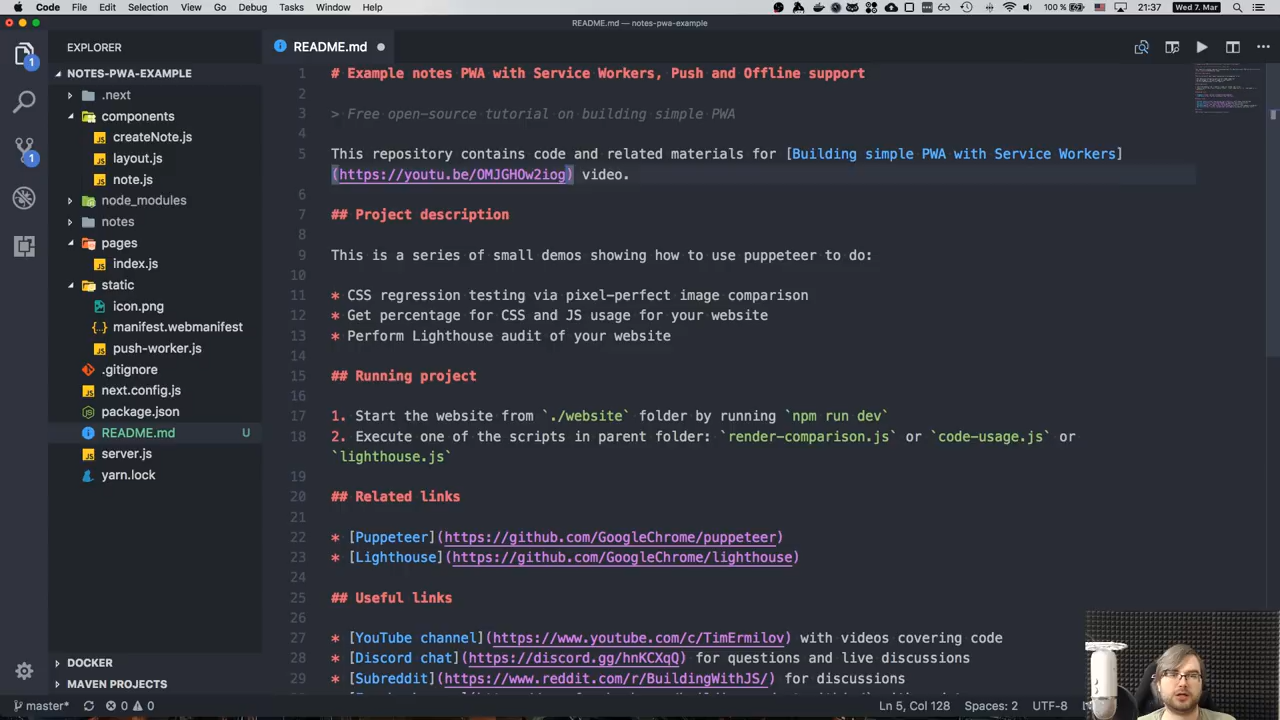 Code File Edit Selection View Go Debug Tasks Window Help 100 % 21:37 Wed 7. Mar
README.md — notes-pwa-example
EXPLORER
README.md
NOTES-PWA-EXAMPLE
.next
components
createNote.js
layout.js
note.js
node_modules
notes
pages
index.js
static
icon.png
manifest.webmanifest
push-worker.js
.gitignore
next.config.js
package.json
README.md U
server.js
yarn.lock
DOCKER
MAVEN PROJECTS
1 # Example notes PWA with Service Workers, Push and Offline support
2
3 > Free open-source tutorial on building simple PWA
4
5 This repository contains code and related materials for [Building simple PWA with Service Workers]
(https://youtu.be/OMJGHOw2iog) video.
6
7 ## Project description
8
9 This is a series of small demos showing how to use puppeteer to do:
10
11 * CSS regression testing via pixel-perfect image comparison
12 * Get percentage for CSS and JS usage for your website
13 * Perform Lighthouse audit of your website
14
15 ## Running project
16
17 1. Start the website from `./website` folder by running `npm run dev`
18 2. Execute one of the scripts in parent folder: `render-comparison.js` or `code-usage.js` or
`lighthouse.js`
19
20 ## Related links
21
22 * [Puppeteer](https://github.com/GoogleChrome/puppeteer)
23 * [Lighthouse](https://github.com/GoogleChrome/lighthouse)
24
25 ## Useful links
26
27 * [YouTube channel](https://www.youtube.com/c/TimErmilov) with videos covering code
28 * [Discord chat](https://discord.gg/hnKCXqQ) for questions and live discussions
29 * [Subreddit](https://www.reddit.com/r/BuildingWithJS/) for discussions
master* 0 0 Ln 5, Col 128 Spaces: 2 UTF-8
1
1